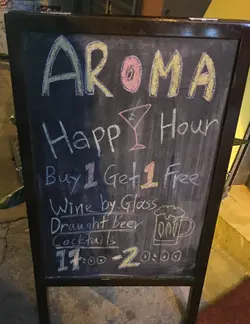 AROMA
Happy Hour
Buy 1 Get 1 Free
Wine by Glass
Draught beer
Cocktails
17:00 - 20:00